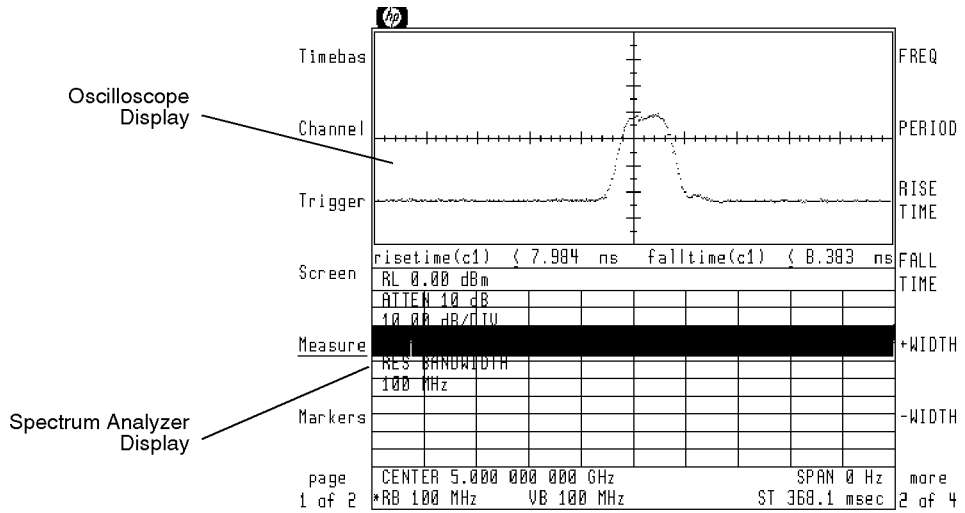 hp
Timebas
FREQ
Oscilloscope
Display
Channel
PERIOD
Trigger
RISE
TIME
risetime(c1) ≤ 7.984 ns falltime(c1) ≤ 8.383 ns
FALL
TIME
Screen
RL 0.00 dBm
ATTEN 10 dB
10.00 dB/DIV
Measure
+WIDTH
RES BANDWIDTH
100 MHz
Spectrum Analyzer
Display
Markers
-WIDTH
page
1 of 2
CENTER 5.000 000 000 GHz SPAN 0 Hz
*RB 100 MHz VB 100 MHz ST 368.1 msec
more
2 of 4